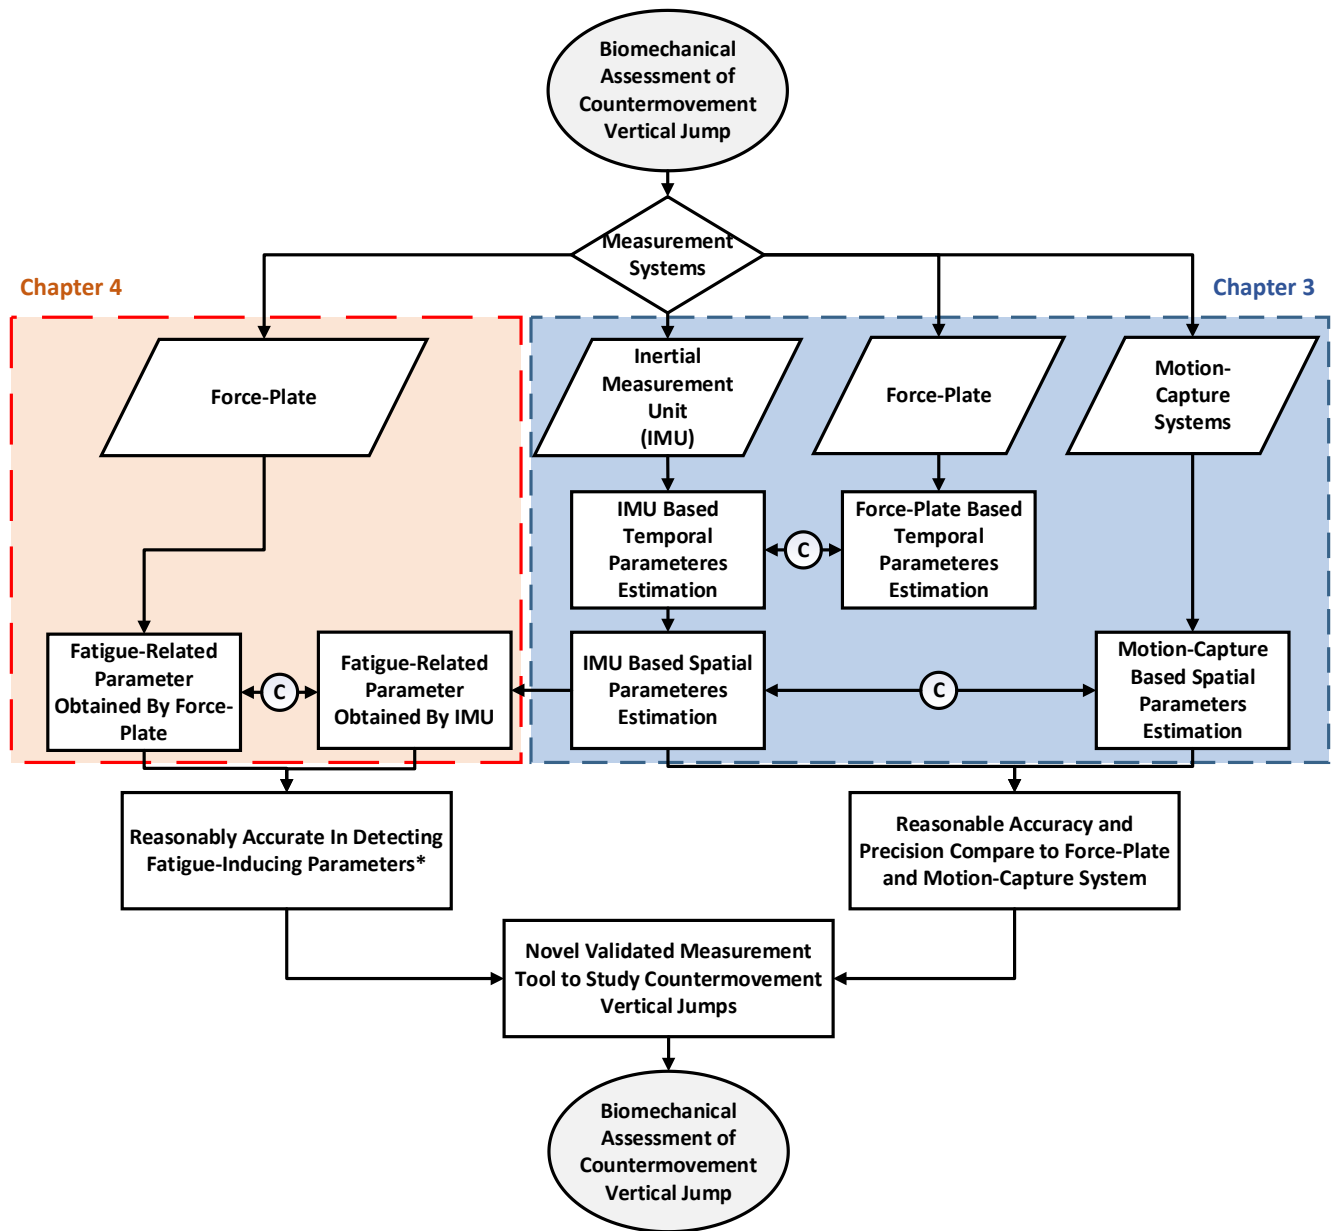 Biomechanical
Assessment of
Countermovement
Vertical Jump
Measurement
Systems
Chapter 4
Chapter 3
Force-Plate
Inertial
Measurement
Unit
(IMU)
Force-Plate
Motion-
Capture
Systems
IMU Based
Temporal
Parameteres
Estimation
C
Force-Plate Based
Temporal
Parameteres
Estimation
Fatigue-Related
Parameter
Obtained By Force-
Plate
C
Fatigue-Related
Parameter
Obtained By IMU
IMU Based Spatial
Parameteres
Estimation
C
Motion-Capture
Based Spatial
Parameters
Estimation
Reasonably Accurate In Detecting
Fatigue-Inducing Parameters*
Reasonable Accuracy and
Precision Compare to Force-Plate
and Motion-Capture System
Novel Validated Measurement
Tool to Study Countermovement
Vertical Jumps
Biomechanical
Assessment of
Countermovement
Vertical Jump